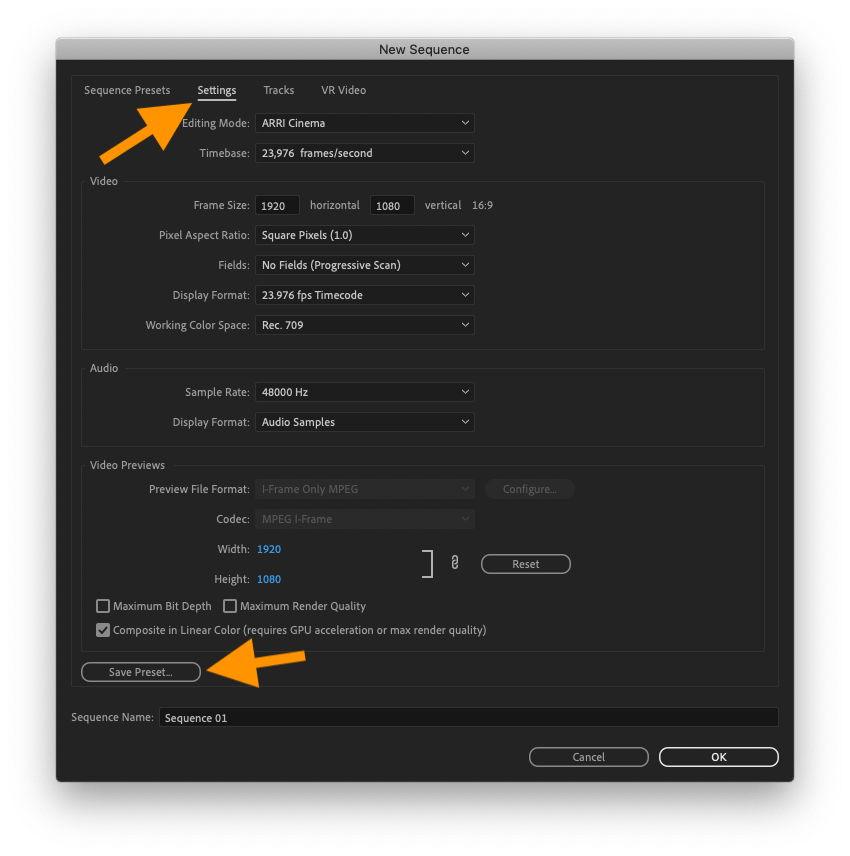 New Sequence
Sequence Presets Settings Tracks VR Video
Editing Mode: ARRI Cinema
Timebase: 23,976 frames/second
Video
Frame Size: 1920 horizontal 1080 vertical 16:9
Pixel Aspect Ratio: Square Pixels (1.0)
Fields: No Fields (Progressive Scan)
Display Format: 23.976 fps Timecode
Working Color Space: Rec. 709
Audio
Sample Rate: 48000 Hz
Display Format: Audio Samples
Video Previews
Preview File Format: I-Frame Only MPEG Configure...
Codec: MPEG I-Frame
Width: 1920
Reset
Height: 1080
Maximum Bit Depth Maximum Render Quality
Composite in Linear Color (requires GPU acceleration or max render quality)
Save Preset...
Sequence Name: Sequence 01
Cancel OK